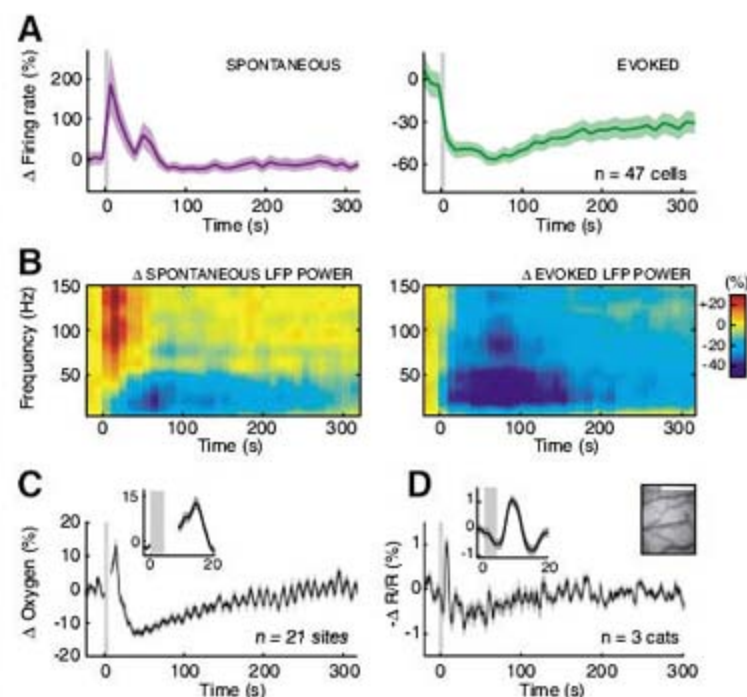 A
SPONTANEOUS
EVOKED
Δ Firing rate (%)
200
100
0
0
-30
-60
n = 47 cells
0 100 200 300
0 100 200 300
Time (s)
Time (s)
B
Δ SPONTANEOUS LFP POWER
Δ EVOKED LFP POWER
(%)
Frequency (Hz)
150
100
50
150
100
50
+20
0
-20
-40
0 100 200 300
0 100 200 300
Time (s)
Time (s)
C
D
Δ Oxygen (%)
20
10
0
-10
-20
15
0
0 20
n = 21 sites
-Δ R/R (%)
1
0
-1
1
0
-1
0 20
n = 3 cats
0 100 200 300
0 100 200 300
Time (s)
Time (s)